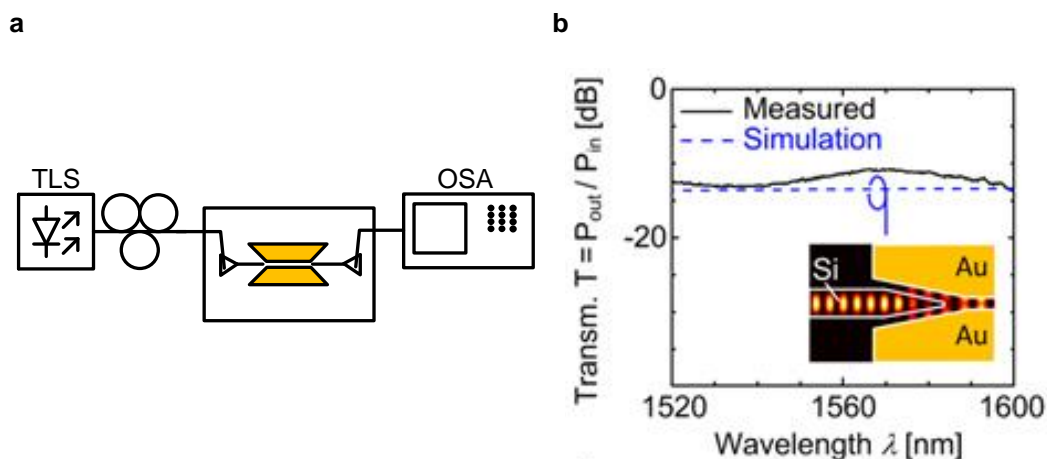 a
TLS
OSA
b
Transm. T = P_out / P_in [dB]
0
-20
Measured
Simulation
Si
Au
Au
1520
1560
1600
Wavelength λ [nm]